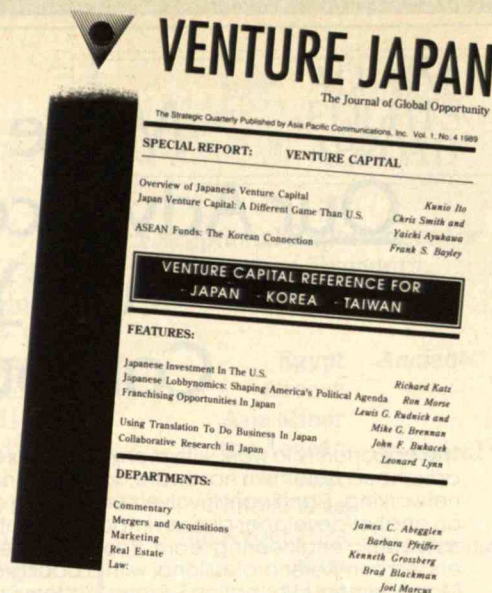 VENTURE JAPAN
The Journal of Global Opportunity
The Strategic Quarterly Published by Asia Pacific Communications, Inc. Vol. 1, No. 4 1989
SPECIAL REPORT: VENTURE CAPITAL
Overview of Japanese Venture Capital Kunio Ito
Japan Venture Capital: A Different Game Than U.S. Chris Smith and
Yaichi Ayukawa
ASEAN Funds: The Korean Connection Frank S. Bayley
VENTURE CAPITAL REFERENCE FOR
- JAPAN - KOREA - TAIWAN
FEATURES:
Japanese Investment In The U.S. Richard Katz
Japanese Lobbynomics: Shaping America's Political Agenda Ron Morse
Franchising Opportunities In Japan Lewis G. Rudnick and
Mike G. Brennan
Using Translation To Do Business In Japan John F. Bukacek
Collaborative Research in Japan Leonard Lynn
DEPARTMENTS:
Commentary James C. Abegglen
Mergers and Acquisitions Barbara Pfeiffer
Marketing Kenneth Grossberg
Real Estate Brad Blackman
Law: Joel Marcus